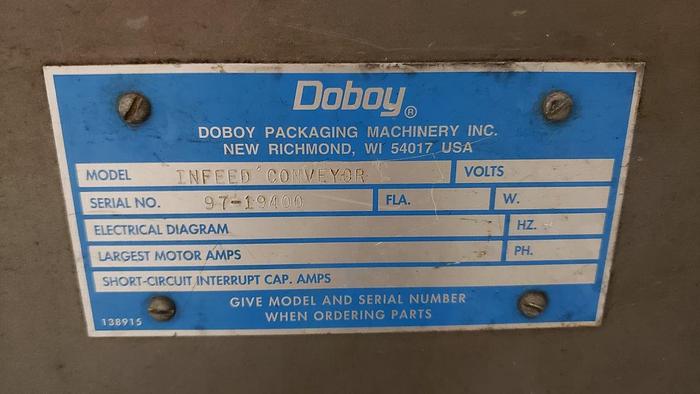 Doboy®
DOBOY PACKAGING MACHINERY INC.
NEW RICHMOND, WI 54017 USA
MODEL INFEED CONVEYOR VOLTS
SERIAL NO. 97-19400 FLA. W.
ELECTRICAL DIAGRAM HZ.
LARGEST MOTOR AMPS PH.
SHORT-CIRCUIT INTERRUPT CAP. AMPS
GIVE MODEL AND SERIAL NUMBER
WHEN ORDERING PARTS
138915